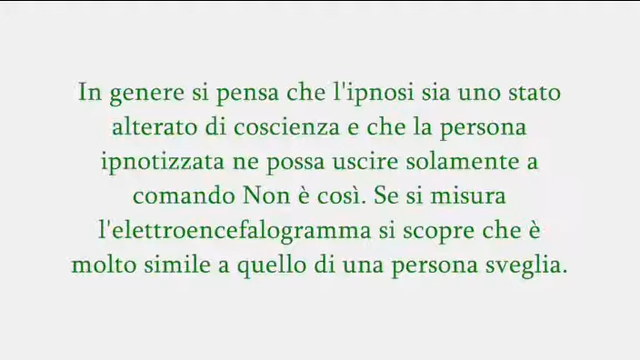 In genere si pensa che l'ipnosi sia uno stato
alterato di coscienza e che la persona
ipnotizzata ne possa uscire solamente a
comando Non è così. Se si misura
l'elettroencefalogramma si scopre che è
molto simile a quello di una persona sveglia.